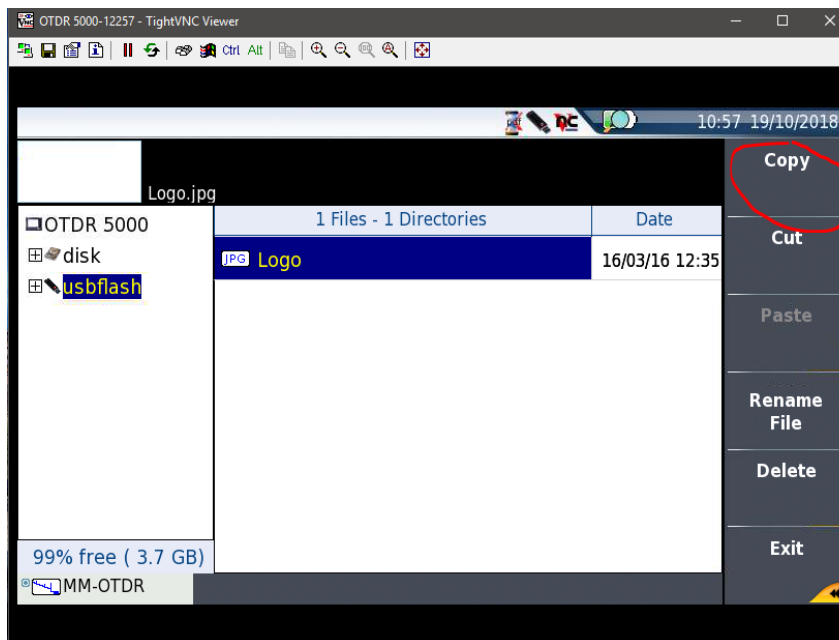 OTDR 5000-12257 - TightVNC Viewer
Ctrl Alt
10:57 19/10/2018
Logo.jpg
OTDR 5000
disk
usbflash
1 Files - 1 Directories Date
JPG Logo 16/03/16 12:35
Copy
Cut
Paste
Rename
File
Delete
Exit
99% free ( 3.7 GB)
MM-OTDR